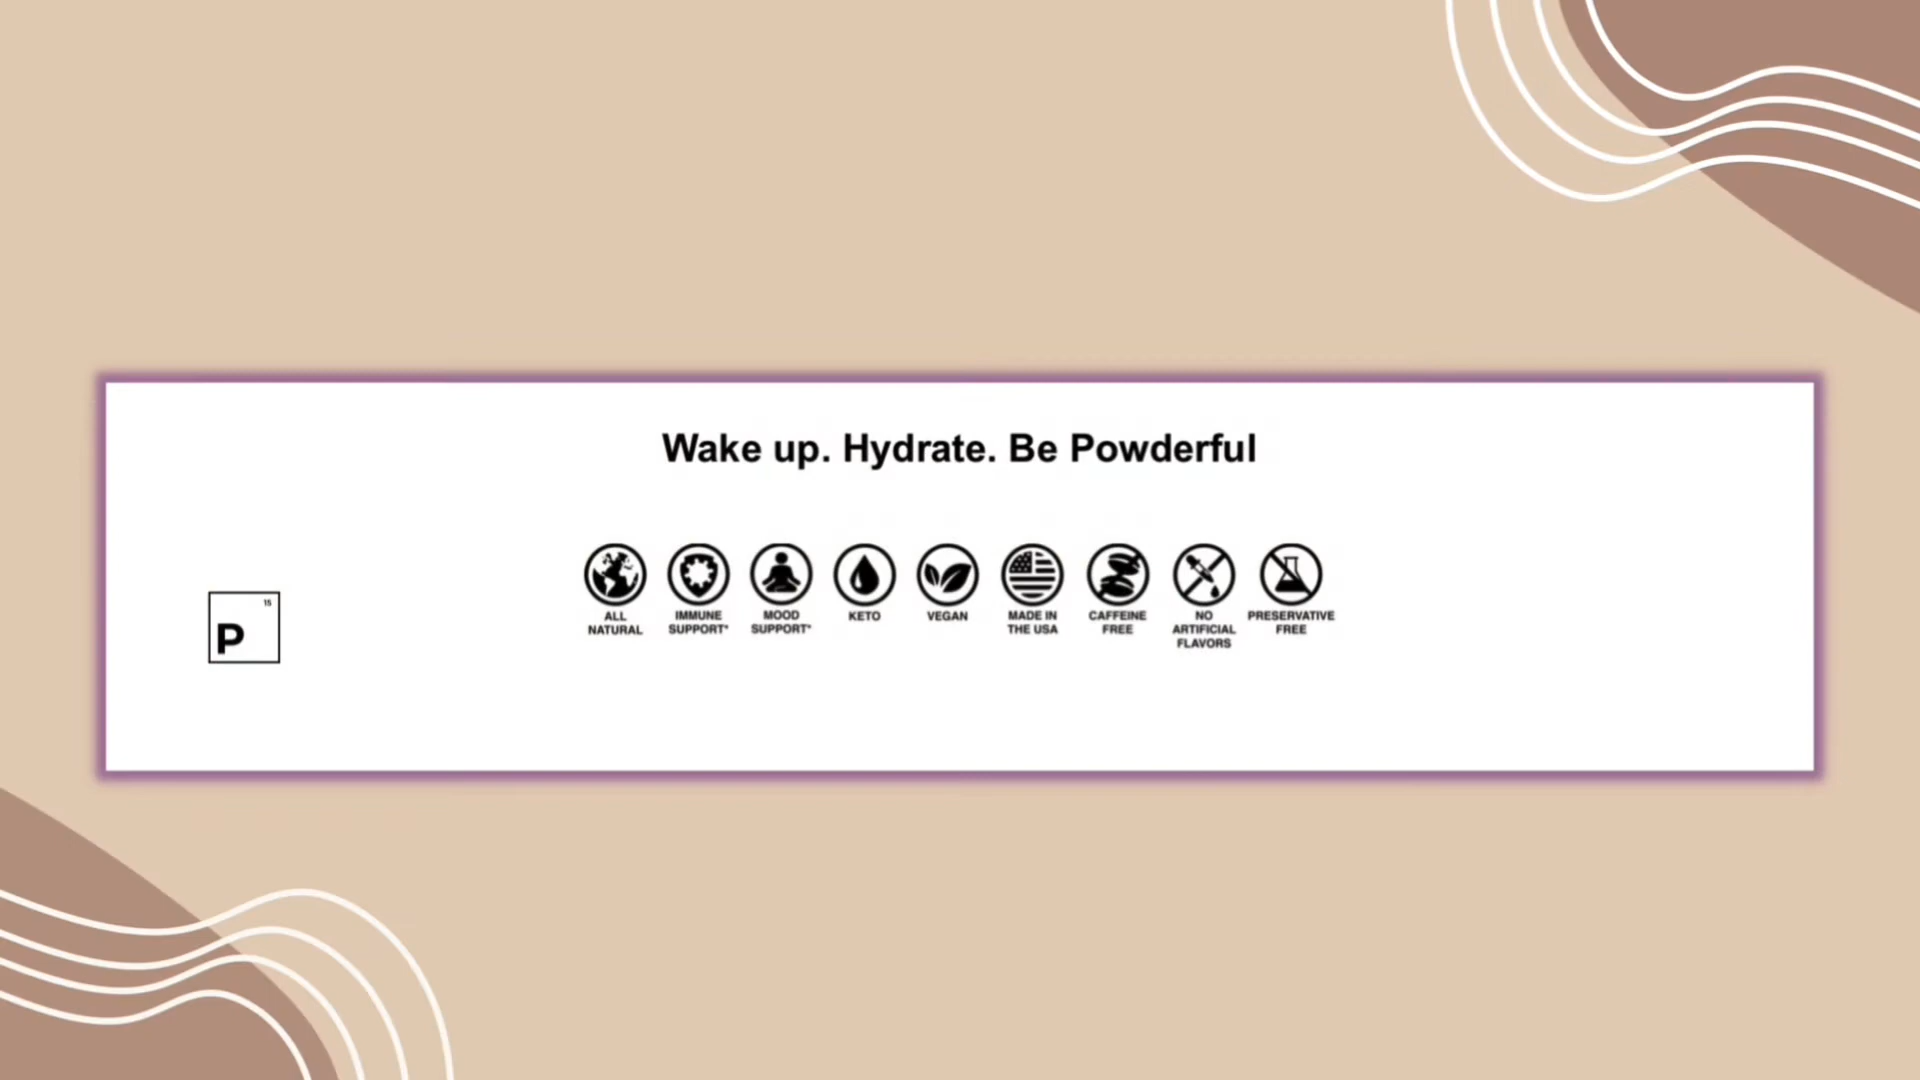 Wake up. Hydrate. Be Powderful
ALL
NATURAL
IMMUNE
SUPPORT*
MOOD
SUPPORT*
KETO
VEGAN
MADE IN
THE USA
CAFFEINE
FREE
NO
ARTIFICIAL
FLAVORS
PRESERVATIVE
FREE
15
P